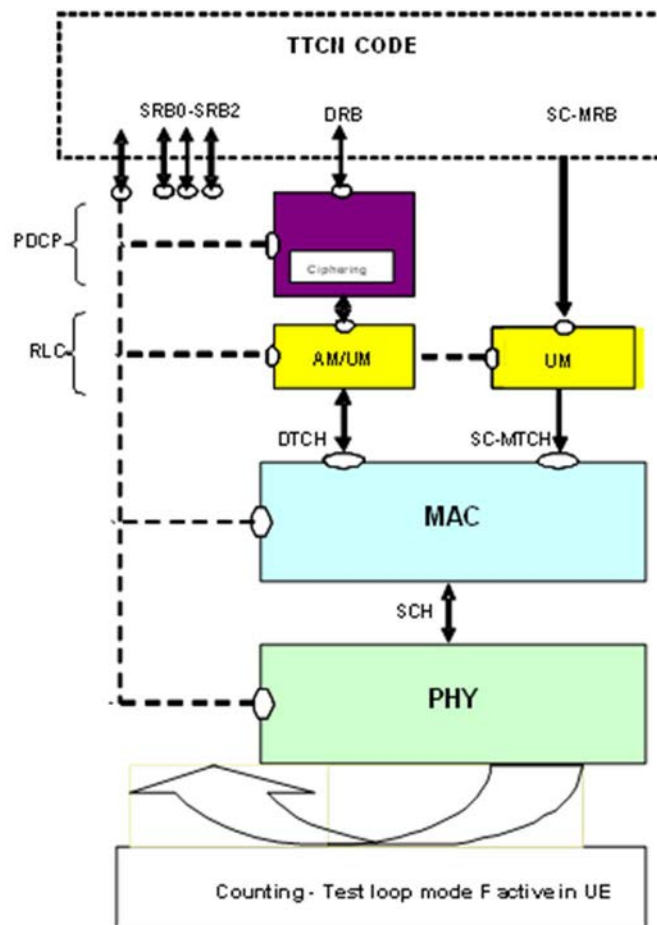 TTCN CODE
SRB0-SRB2
DRB
SC-MRB
PDCP
Ciphering
RLC
AM/UM
UM
DTCH
SC-MTCH
MAC
SCH
PHY
Counting - Test loop mode F active in UE